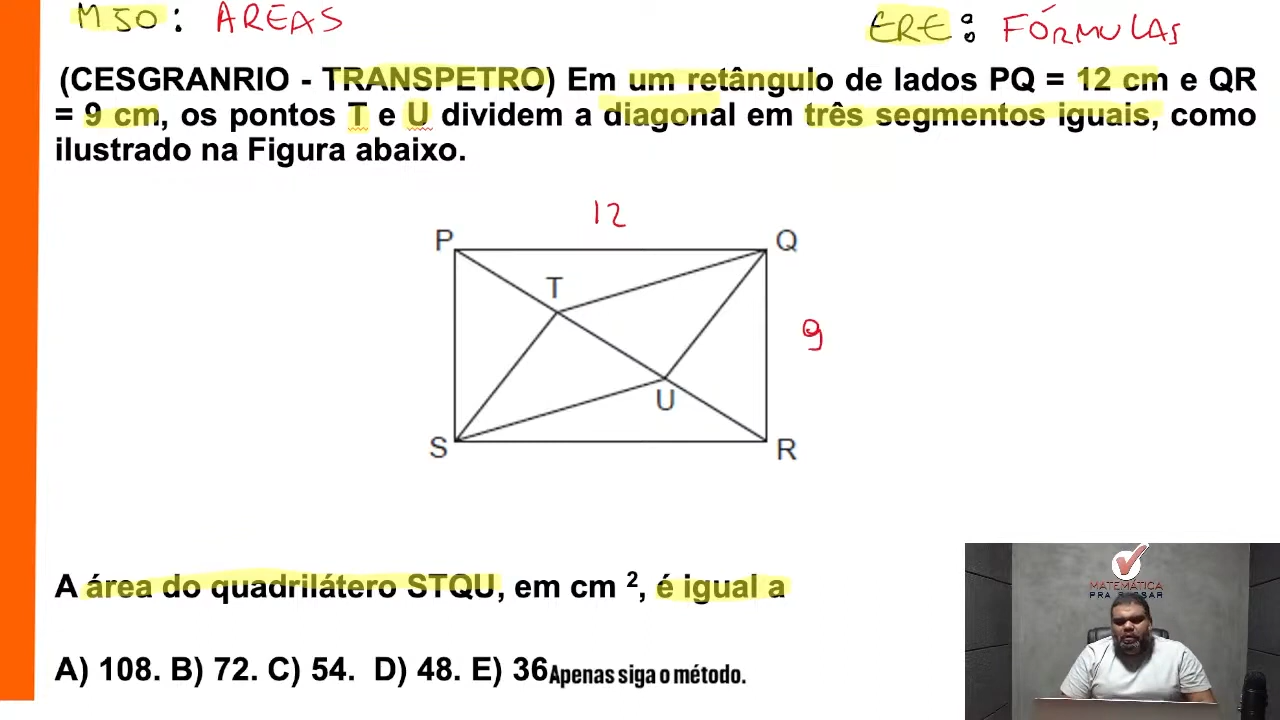 M50: ÁREAS
ERE: FÓRMULAS
(CESGRANRIO - TRANSPETRO) Em um retângulo de lados PQ = 12 cm e QR
= 9 cm, os pontos T e U dividem a diagonal em três segmentos iguais, como
ilustrado na Figura abaixo.
12
P
Q
T
9
U
S
R
A área do quadrilátero STQU, em cm ², é igual a
MATEMÁTICA
PRA PASSAR
A) 108. B) 72. C) 54. D) 48. E) 36
Apenas siga o método.